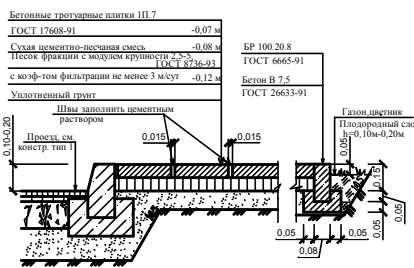 Бетонные тротуарные плитки 1П.7
ГОСТ 17608-91 -0,07 м
Сухая цементно-песчаная смесь -0,08 м
Песок фракции с модулем крупности 2,5-5,
ГОСТ 8736-93
с коэф-том фильтрации не менее 3 м/сут -0,12 м
Уплотненный грунт
Швы заполнить цементным
раствором
БР 100.20.8
ГОСТ 6665-91
Бетон В 7,5
ГОСТ 26633-91
Газон,цветник
Плодородный сло
h=0,10м-0,20м
Проезд, см.
констр. тип 1
0,015
0,015
0,10-0,20
0,05
0,15
0,05
0,05
0,05
0,05
0,08